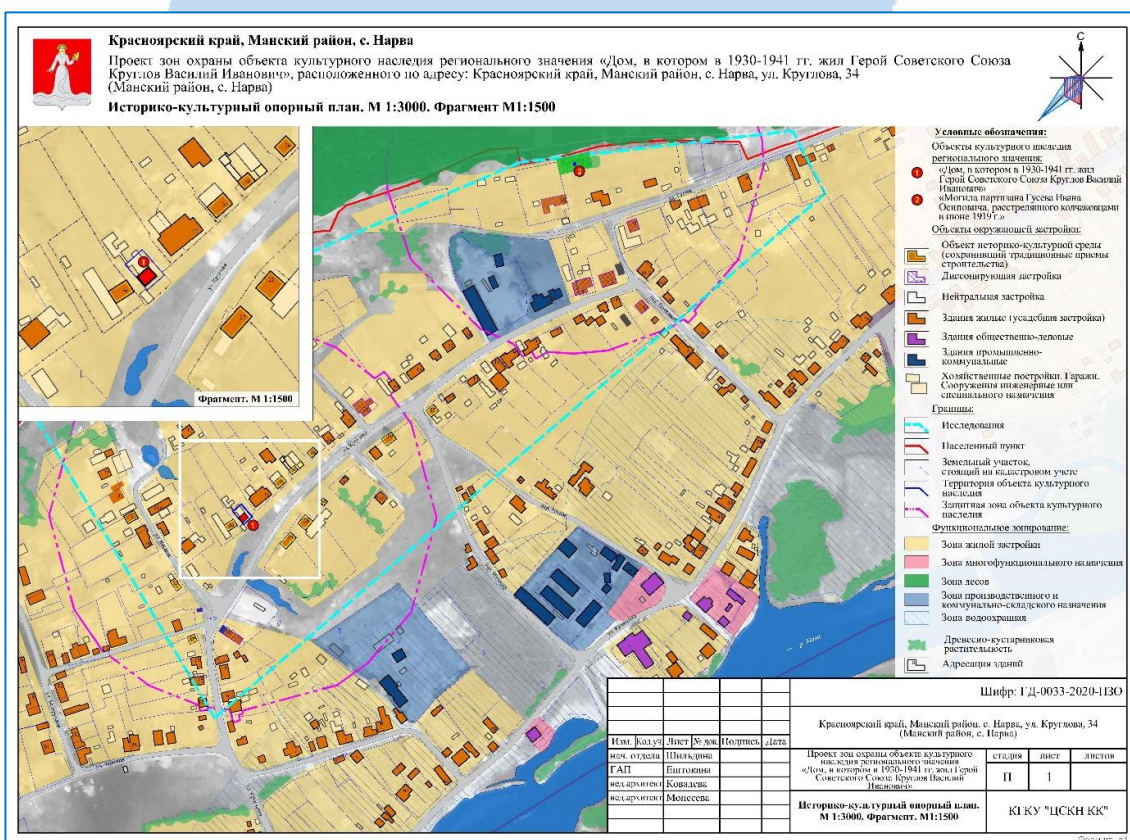 Красноярский край, Манский район, с. Нарва
Проект зон охраны объекта культурного наследия регионального значения «Дом, в котором в 1930-1941 гг. жил Герой Советского Союза
Круглов Василий Иванович», расположенного по адресу: Красноярский край, Манский район, с. Нарва, ул. Круглова, 34
(Манский район, с. Нарва)
Историко-культурный опорный план. М 1:3000. Фрагмент М1:1500
С
Фрагмент. М 1:1500
Условные обозначения:
Объекты культурного наследия
регионального значения:
1
«Дом, в котором в 1930-1941 гг. жил
Герой Советского Союза Круглов Василий
Иванович»
2
«Могила партизана Гусева Ивана
Осиповича, расстрелянного колчаковцами
в июне 1919 г.»
Объекты окружающей застройки:
Объект историко-культурной среды
(сохранивший традиционные приемы
строительства)
Диссонирующая застройка
Нейтральная застройка
Здания жилые (усадебная застройка)
Здания общественно-деловые
Здания промышленно-
коммунальные
Хозяйственные постройки. Гаражи.
Сооружения инженерные или
специального назначения
Границы:
Исследования
Населенный пункт
Земельный участок,
стоящий на кадастровом учете
Территория объекта культурного
наследия
Защитная зона объекта культурного
наследия
Функциональное зонирование:
Зона жилой застройки
Зона многофункционального назначения
Зона лесов
Зона производственного и
коммунально-складского назначения
Зона водоохранная
Древесно-кустарниковая
растительность
Адресация зданий
Шифр: ГД-0033-2020-ПЗО
Красноярский край, Манский район, с. Нарва, ул. Круглова, 34
(Манский район, с. Нарва)
Изм. Кол.уч Лист № док Подпись Дата
нач. отдела Шильдина
ГАП
вед.архитектор Ковалева
вед.архитектор Моисеева
Проект зон охраны объекта культурного
наследия регионального значения
«Дом, в котором в 1930-1941 гг. жил Герой
Советского Союза Круглов Василий
Иванович»
стадия лист листов
П 1
Историко-культурный опорный план.
М 1:3000. Фрагмент. М1:1500
КГКУ "ЦСКН КК"